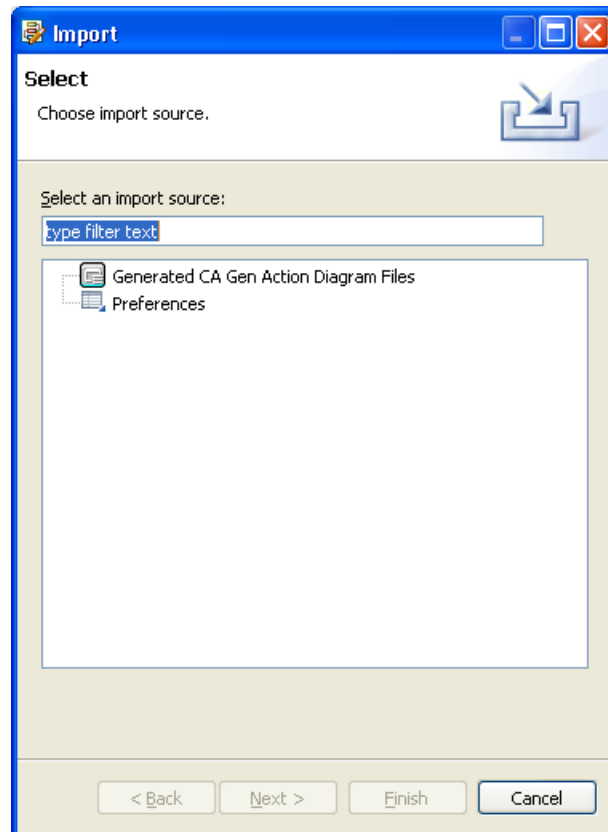 Import
Select
Choose import source.
Select an import source:
type filter text
Generated CA Gen Action Diagram Files
Preferences
< Back Next > Finish Cancel